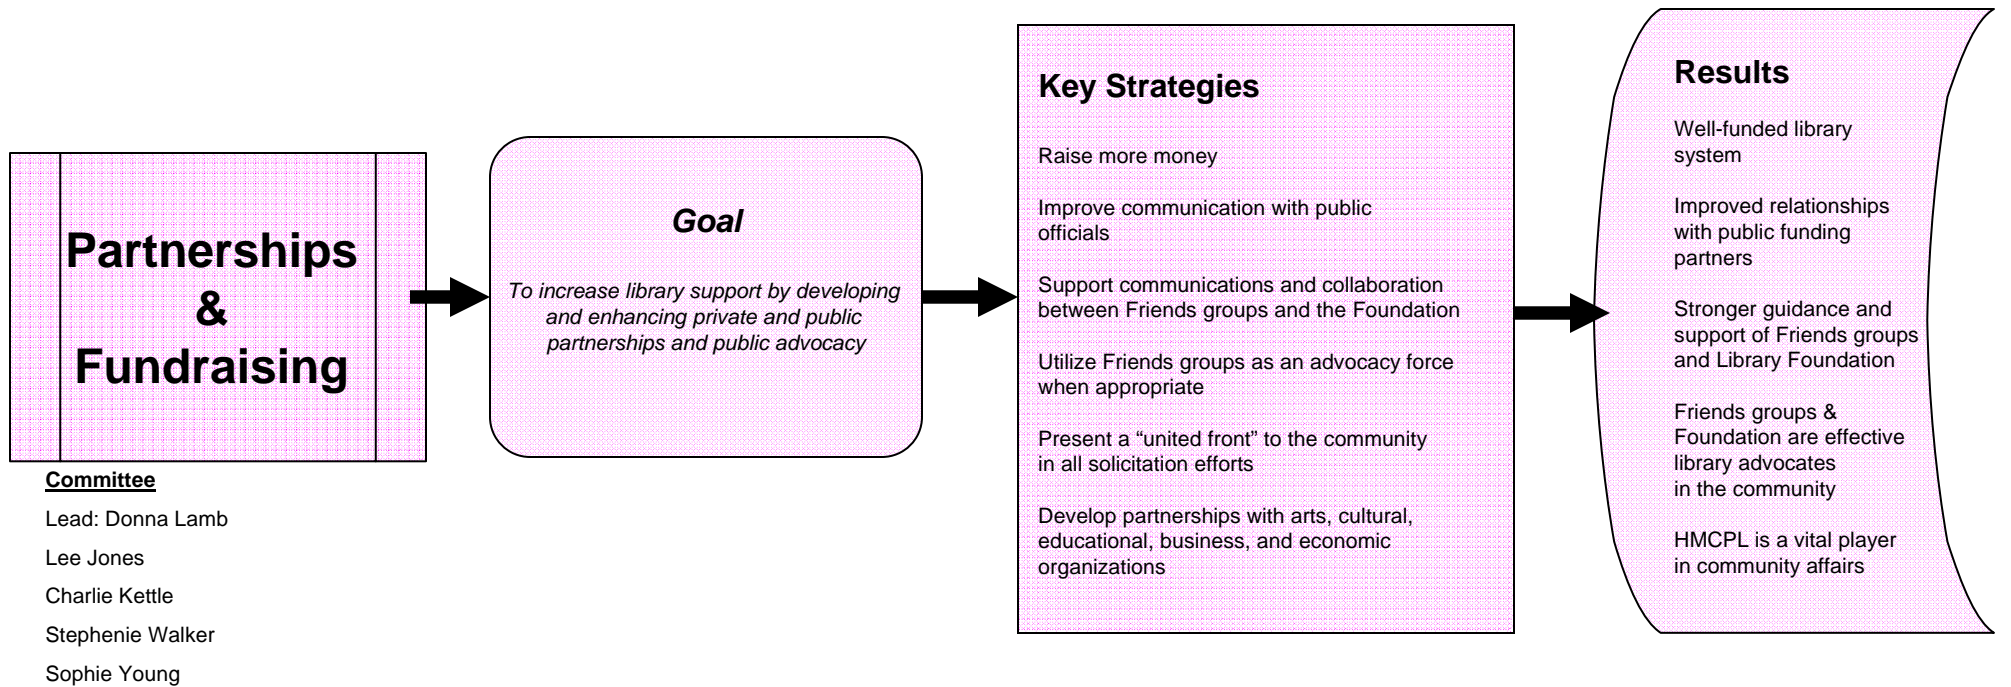 Partnerships
&
Fundraising
Committee
Lead: Donna Lamb
Lee Jones
Charlie Kettle
Stephenie Walker
Sophie Young
Goal
To increase library support by developing
and enhancing private and public
partnerships and public advocacy
Key Strategies
Raise more money
Improve communication with public
officials
Support communications and collaboration
between Friends groups and the Foundation
Utilize Friends groups as an advocacy force
when appropriate
Present a “united front” to the community
in all solicitation efforts
Develop partnerships with arts, cultural,
educational, business, and economic
organizations
Results
Well-funded library
system
Improved relationships
with public funding
partners
Stronger guidance and
support of Friends groups
and Library Foundation
Friends groups &
Foundation are effective
library advocates
in the community
HMCPL is a vital player
in community affairs